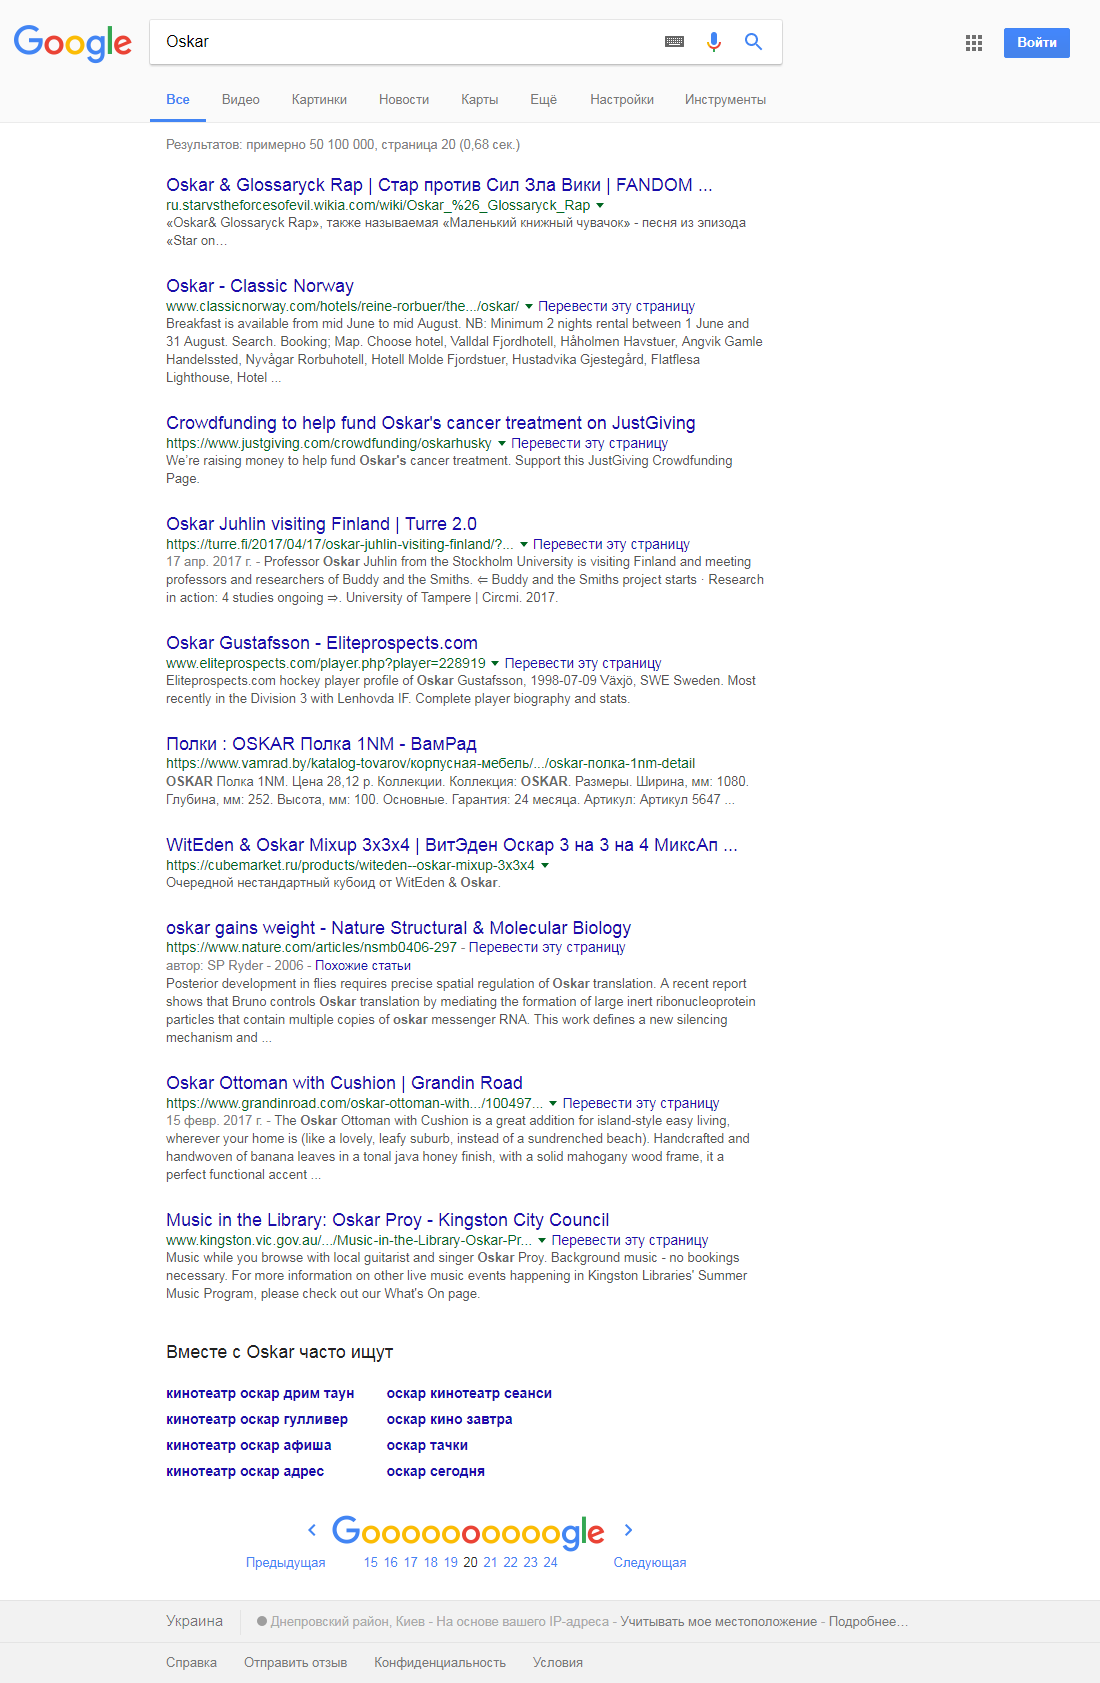 Google
Oskar
Войти
Все Видео Картинки Новости Карты Ещё Настройки Инструменты
Результатов: примерно 50 100 000, страница 20 (0,68 сек.)
Oskar & Glossaryck Rap | Стар против Сил Зла Вики | FANDOM ...
ru.starvstheforcesofevil.wikia.com/wiki/Oskar_%26_Glossaryck_Rap
«Oskar& Glossaryck Rap», также называемая «Маленький книжный чувачок» - песня из эпизода
«Star on…
Oskar - Classic Norway
www.classicnorway.com/hotels/reine-rorbuer/the.../oskar/ Перевести эту страницу
Breakfast is available from mid June to mid August. NB: Minimum 2 nights rental between 1 June and
31 August. Search. Booking; Map. Choose hotel, Valldal Fjordhotell, Håholmen Havstuer, Angvik Gamle
Handelssted, Nyvågar Rorbuhotell, Hotell Molde Fjordstuer, Hustadvika Gjestegård, Flatflesa
Lighthouse, Hotel ...
Crowdfunding to help fund Oskar's cancer treatment on JustGiving
https://www.justgiving.com/crowdfunding/oskarhusky Перевести эту страницу
We're raising money to help fund Oskar's cancer treatment. Support this JustGiving Crowdfunding
Page.
Oskar Juhlin visiting Finland | Turre 2.0
https://turre.fi/2017/04/17/oskar-juhlin-visiting-finland/?... Перевести эту страницу
17 апр. 2017 г. - Professor Oskar Juhlin from the Stockholm University is visiting Finland and meeting
professors and researchers of Buddy and the Smiths. ⇐ Buddy and the Smiths project starts · Research
in action: 4 studies ongoing ⇒. University of Tampere | Circmi. 2017.
Oskar Gustafsson - Eliteprospects.com
www.eliteprospects.com/player.php?player=228919 Перевести эту страницу
Eliteprospects.com hockey player profile of Oskar Gustafsson, 1998-07-09 Växjö, SWE Sweden. Most
recently in the Division 3 with Lenhovda IF. Complete player biography and stats.
Полки : OSKAR Полка 1NM - ВамРад
https://www.vamrad.by/katalog-tovarov/корпусная-мебель/.../oskar-полка-1nm-detail
OSKAR Полка 1NM. Цена 28,12 р. Коллекции. Коллекция: OSKAR. Размеры. Ширина, мм: 1080.
Глубина, мм: 252. Высота, мм: 100. Основные. Гарантия: 24 месяца. Артикул: Артикул 5647 ...
WitEden & Oskar Mixup 3x3x4 | ВитЭден Оскар 3 на 3 на 4 МиксАп ...
https://cubemarket.ru/products/witeden--oskar-mixup-3x3x4
Очередной нестандартный кубоид от WitEden & Oskar.
oskar gains weight - Nature Structural & Molecular Biology
https://www.nature.com/articles/nsmb0406-297 - Перевести эту страницу
автор: SP Ryder - 2006 - Похожие статьи
Posterior development in flies requires precise spatial regulation of Oskar translation. A recent report
shows that Bruno controls Oskar translation by mediating the formation of large inert ribonucleoprotein
particles that contain multiple copies of oskar messenger RNA. This work defines a new silencing
mechanism and ...
Oskar Ottoman with Cushion | Grandin Road
https://www.grandinroad.com/oskar-ottoman-with.../100497... Перевести эту страницу
15 февр. 2017 г. - The Oskar Ottoman with Cushion is a great addition for island-style easy living,
wherever your home is (like a lovely, leafy suburb, instead of a sundrenched beach). Handcrafted and
handwoven of banana leaves in a tonal java honey finish, with a solid mahogany wood frame, it a
perfect functional accent ...
Music in the Library: Oskar Proy - Kingston City Council
www.kingston.vic.gov.au/.../Music-in-the-Library-Oskar-Pr... Перевести эту страницу
Music while you browse with local guitarist and singer Oskar Proy. Background music - no bookings
necessary. For more information on other live music events happening in Kingston Libraries' Summer
Music Program, please check out our What's On page.
Вместе с Oskar часто ищут
кинотеатр оскар дрим таун оскар кинотеатр сеанси
кинотеатр оскар гулливер оскар кино завтра
кинотеатр оскар афиша оскар тачки
кинотеатр оскар адрес оскар сегодня
Goooooooooogle
Предыдущая 15 16 17 18 19 20 21 22 23 24 Следующая
Украина Днепровский район, Киев - На основе вашего IP-адреса - Учитывать мое местоположение - Подробнее…
Справка Отправить отзыв Конфиденциальность Условия